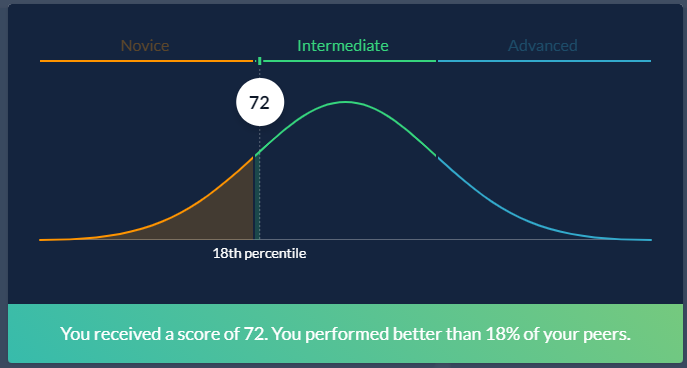 Novice Intermediate Advanced
72
18th percentile
You received a score of 72. You performed better than 18% of your peers.